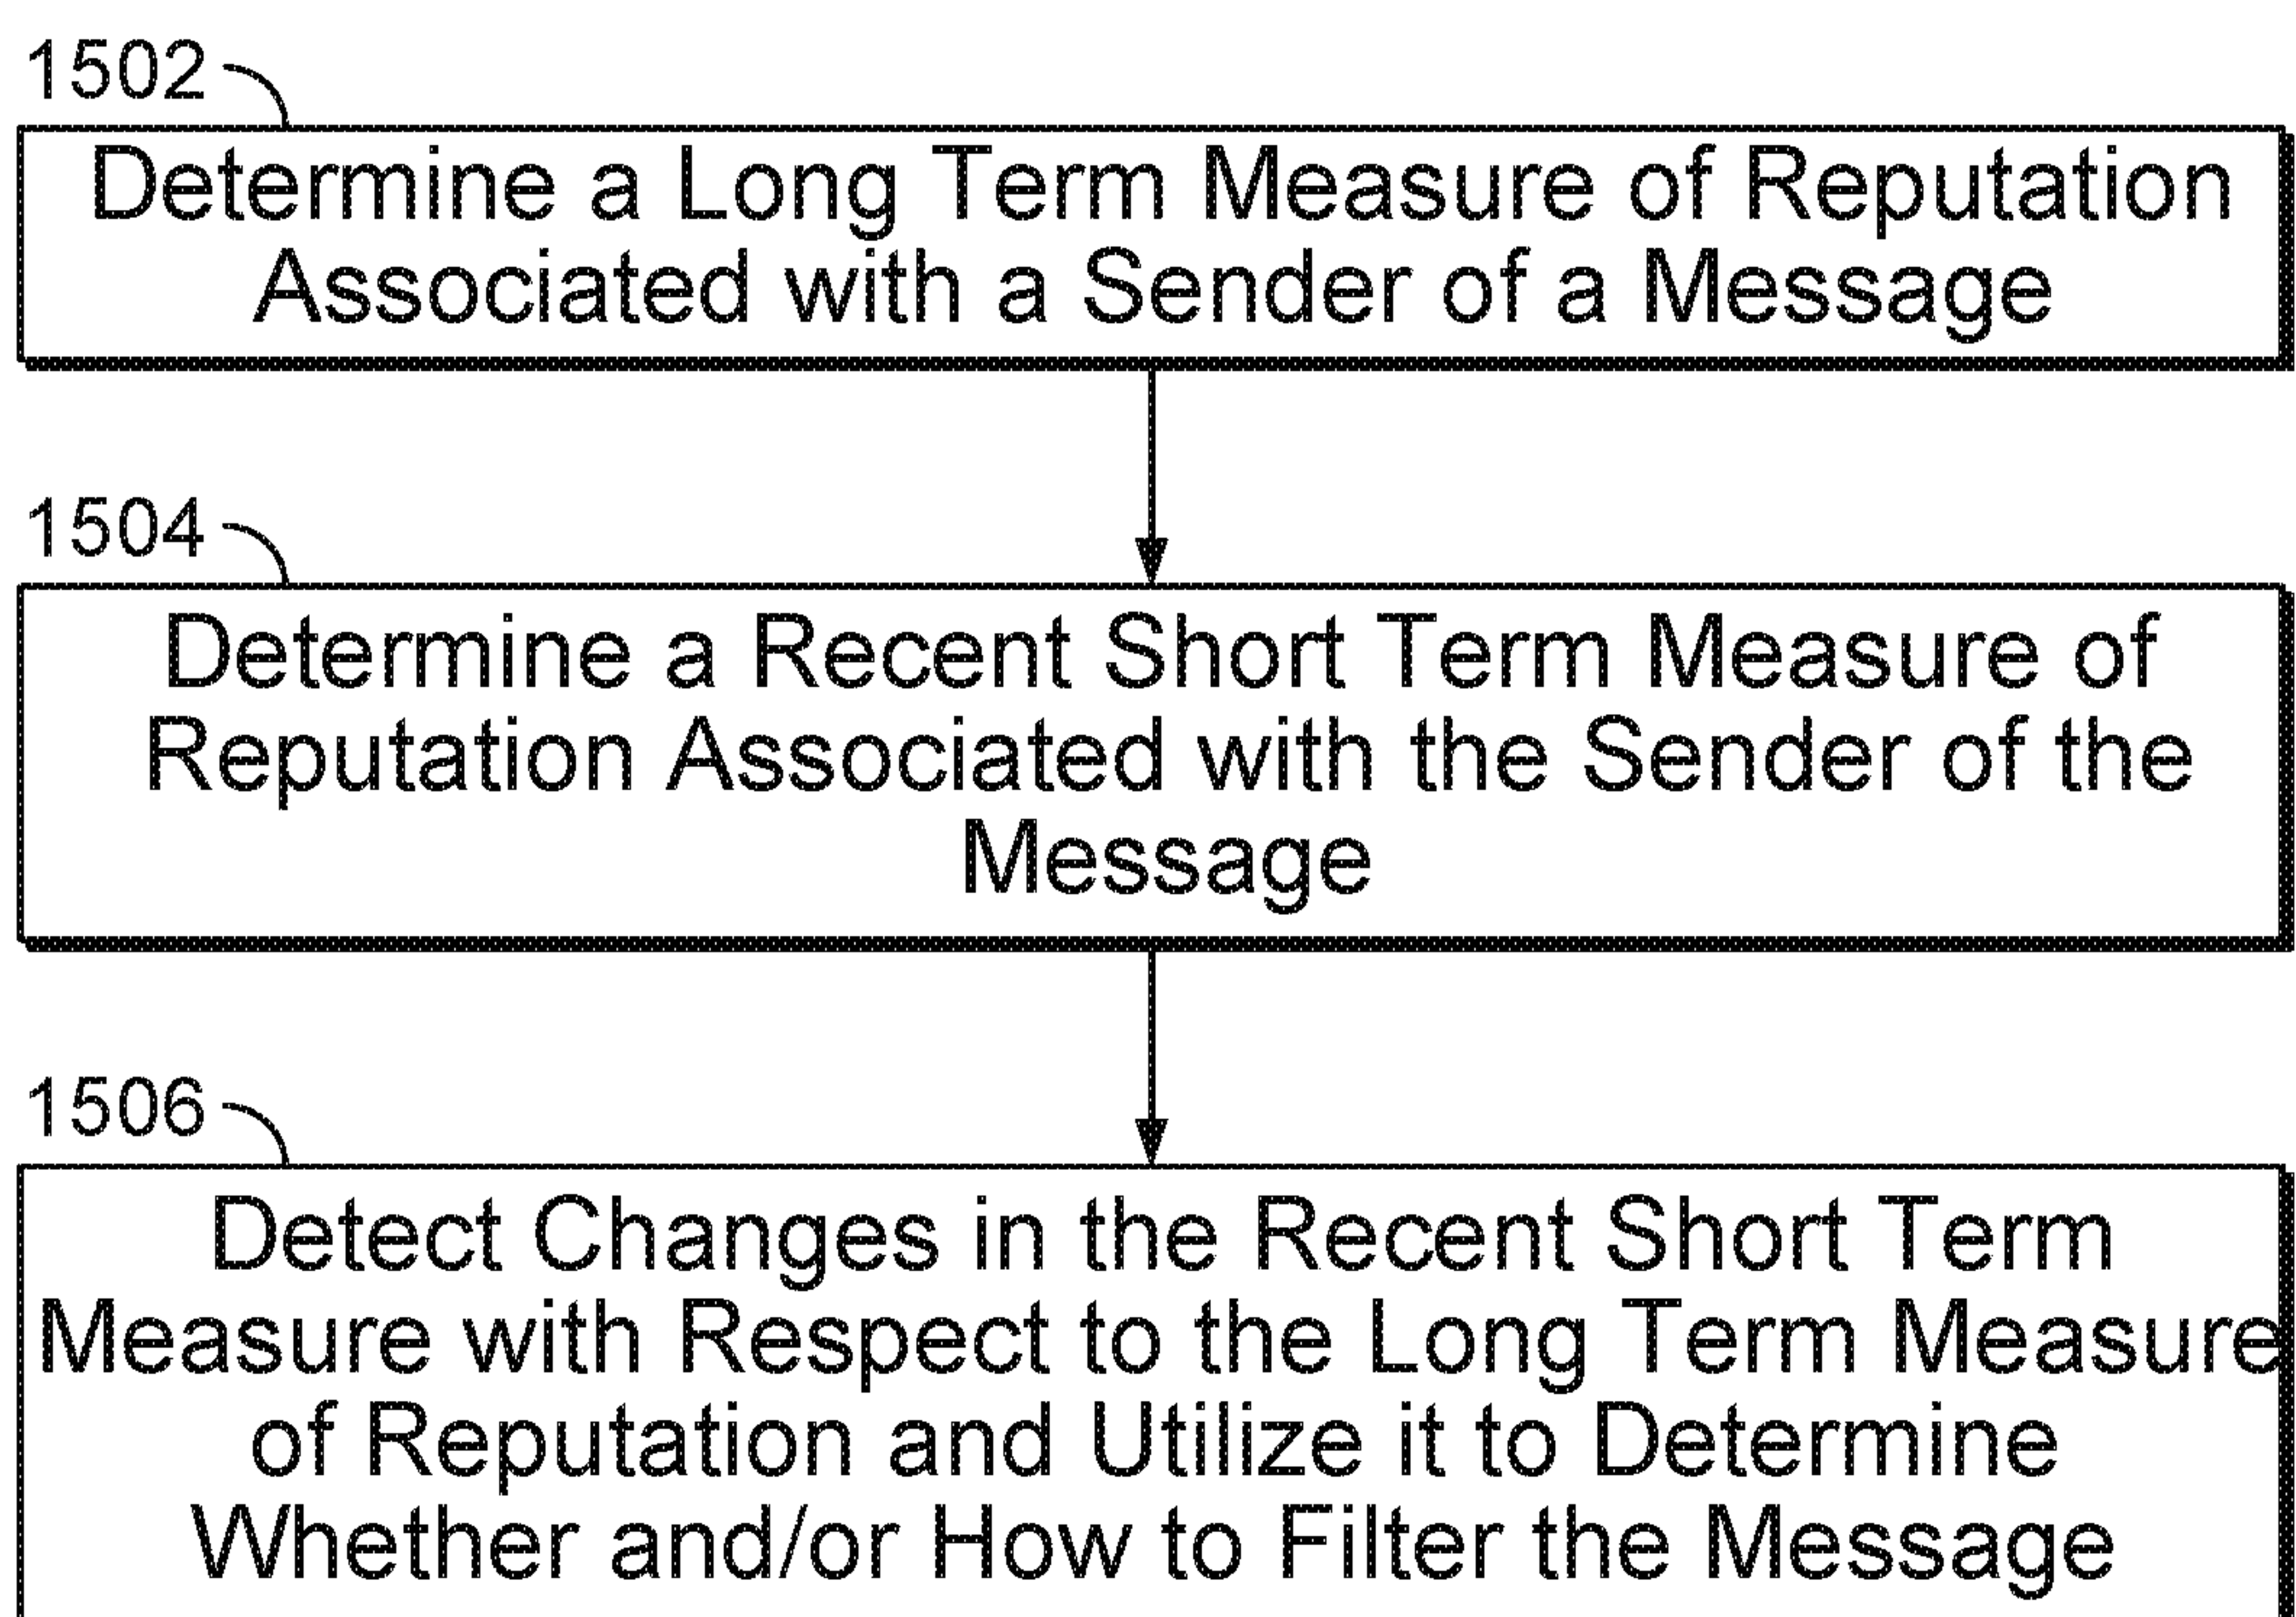 1502
Determine a Long Term Measure of Reputation
Associated with a Sender of a Message
1504
Determine a Recent Short Term Measure of
Reputation Associated with the Sender of the
Message
1506
Detect Changes in the Recent Short Term
Measure with Respect to the Long Term Measure
of Reputation and Utilize it to Determine
Whether and/or How to Filter the Message